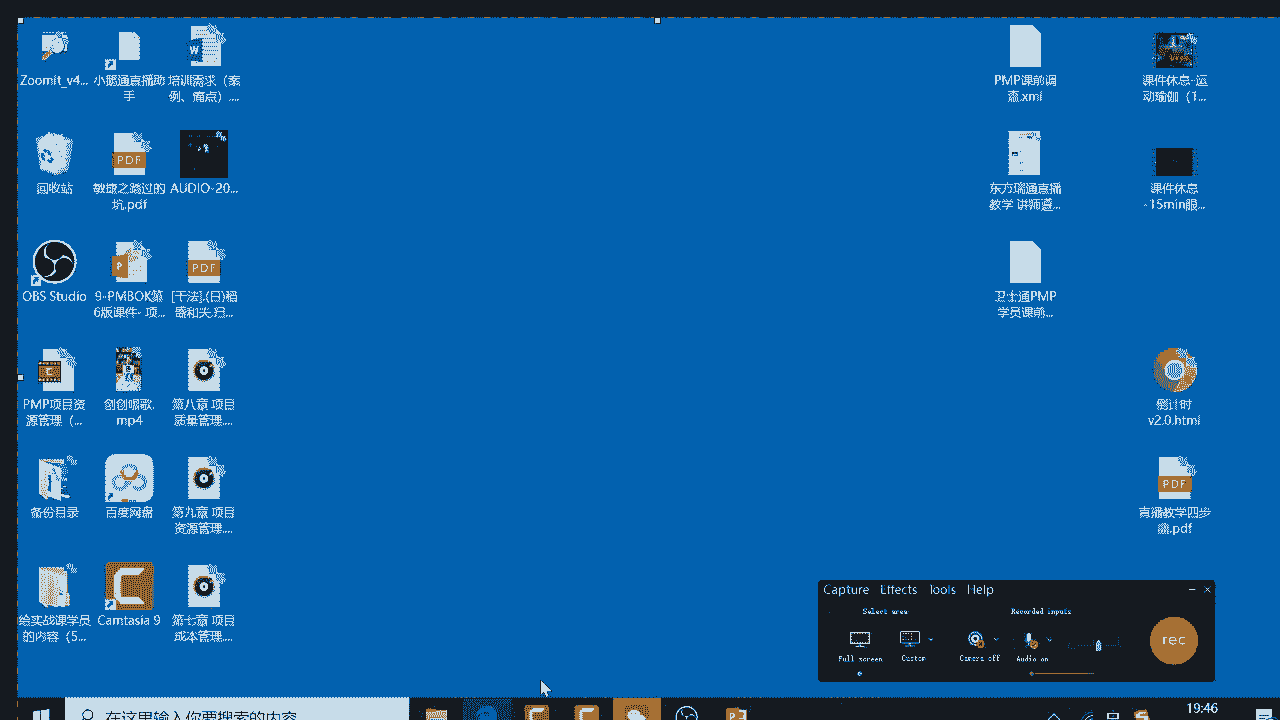 Zoomit_v4...
小鹅通直播助
手
培训需求（案
例、痛点）....
PMP课前调
查.xml
课件休息-运
动瑜伽（1...
回收站
PDF
敏捷之路过的
坑.pdf
AUDIO-20...
东方瑞通直播
教学 讲师遵...
课件休息
-15min眼...
OBS Studio
9-PMBOK第
6版课件- 项...
PDF
[干法].(日)稻
盛和夫.扫...
卫士通PMP
学员课前...
PMP项目资
源管理（...
mp4
第八章 项目
质量管理....
倒计时
v2.0.html
备份目录
百度网盘
第九章 项目
资源管理....
PDF
直播教学四步
.pdf
给实战课学员
的内容（5...
Camtasia 9
第七章 项目
成本管理....
Capture Effects Tools Help
Select area
Recorded inputs
Full screen
Custom
Camera off
Audio on
rec
在这里输入你要搜索的内容
19:46